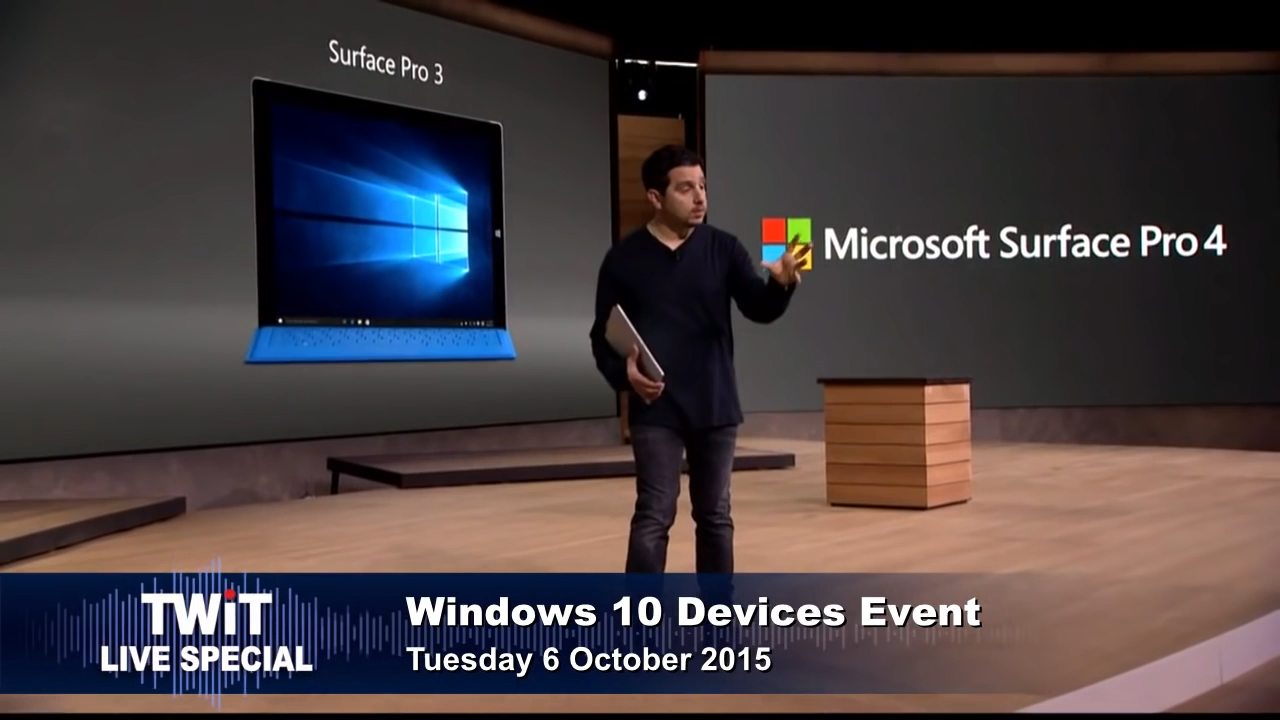 Surface Pro 3
Microsoft Surface Pro 4
TWiT
LIVE SPECIAL
Windows 10 Devices Event
Tuesday 6 October 2015